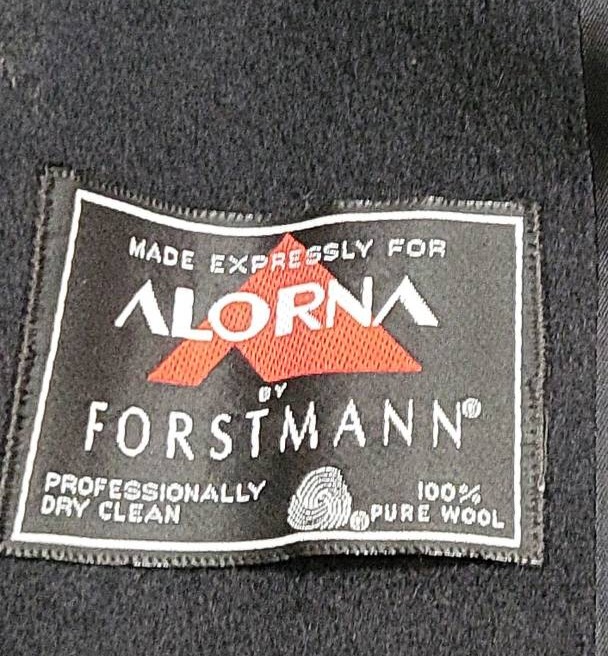 MADE EXPRESSLY FOR
ALORNA
BY
FORSTMANN®
PROFESSIONALLY
DRY CLEAN
100%
® PURE WOOL